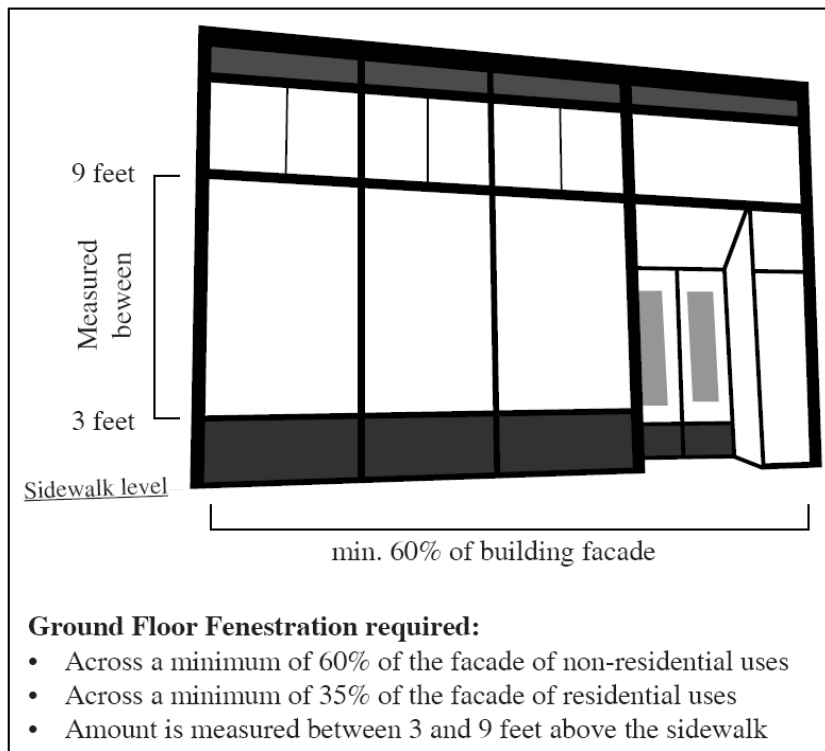 9 feet
Measured
beween
3 feet
Sidewalk level
min. 60% of building facade
Ground Floor Fenestration required:
• Across a minimum of 60% of the facade of non-residential uses
• Across a minimum of 35% of the facade of residential uses
• Amount is measured between 3 and 9 feet above the sidewalk